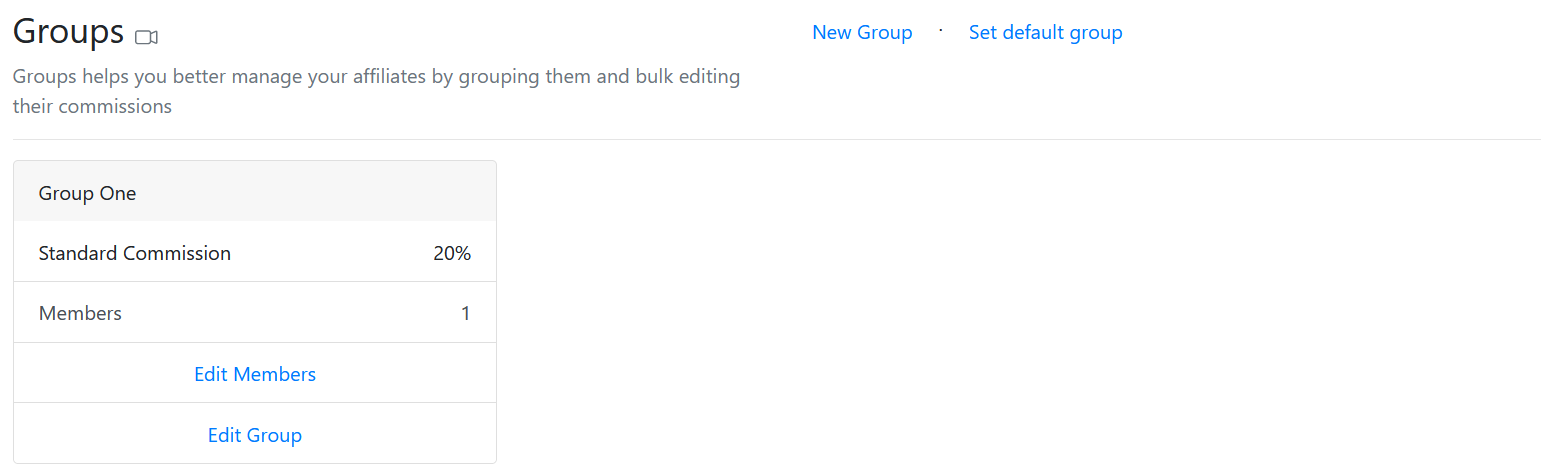 Groups
New Group · Set default group
Groups helps you better manage your affiliates by grouping them and bulk editing
their commissions
Group One
Standard Commission 20%
Members 1
Edit Members
Edit Group